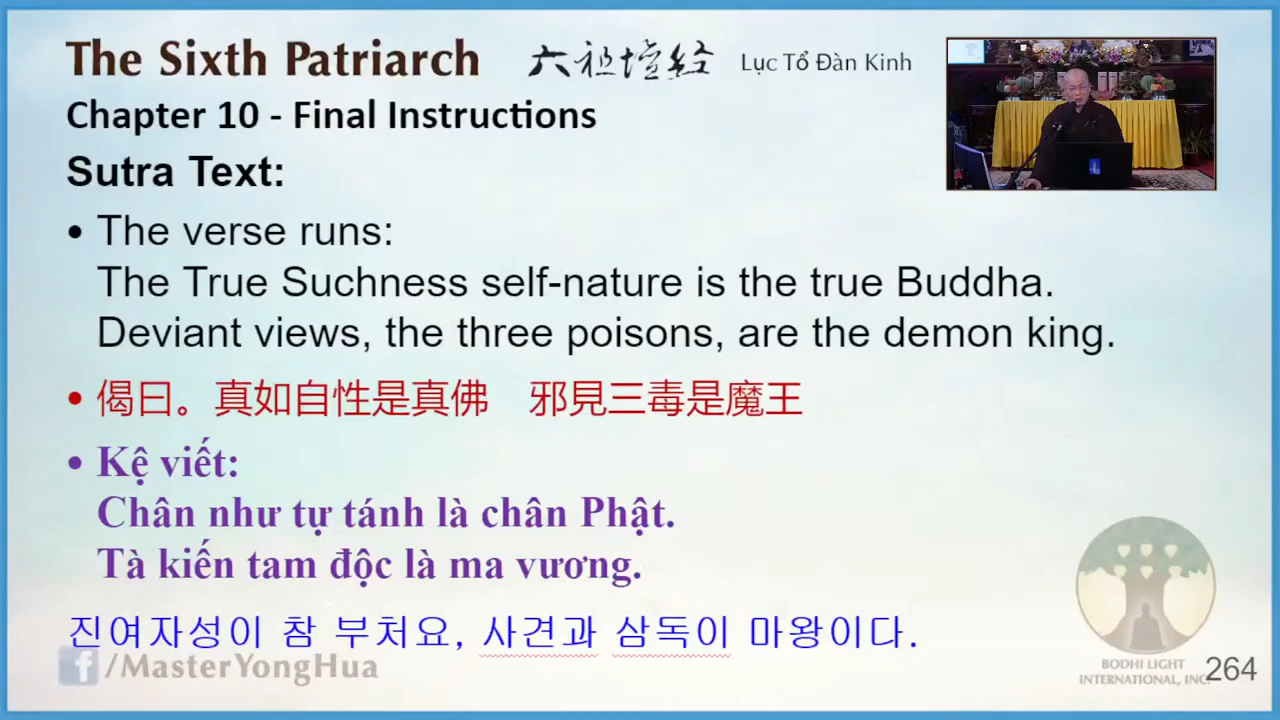 The Sixth Patriarch 六祖壇經 Lục Tổ Đàn Kinh
Chapter 10 - Final Instructions
Sutra Text:
• The verse runs:
The True Suchness self-nature is the true Buddha.
Deviant views, the three poisons, are the demon king.
• 偈曰。真如自性是真佛　邪見三毒是魔王
• Kệ viết:
Chân như tự tánh là chân Phật.
Tà kiến tam độc là ma vương.
진여자성이 참 부처요, 사견과 삼독이 마왕이다.
f/MasterYongHua
BODHI LIGHT
INTERNATIONAL, INC.
264